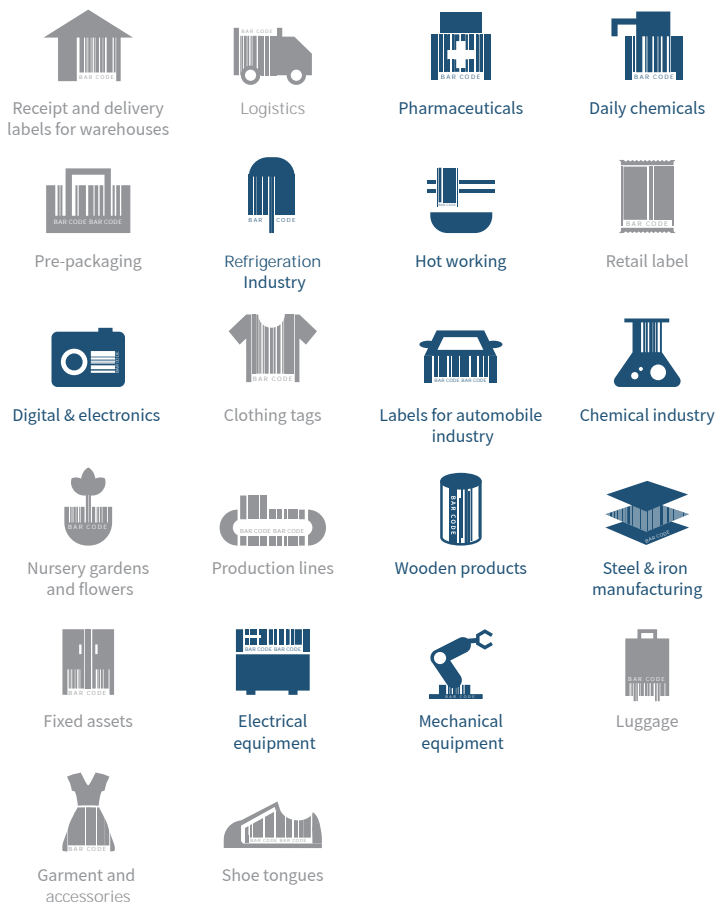 BAR CODE
BAR CODE
BAR CODE
BAR CODE
Receipt and delivery
labels for warehouses
Logistics
Pharmaceuticals
Daily chemicals
BAR CODE BAR CODE
BAR CODE
BAR CODE
BAR CODE
Pre-packaging
Refrigeration
Industry
Hot working
Retail label
BAR CODE
BAR CODE
BAR CODE BAR CODE
Digital & electronics
Clothing tags
Labels for automobile
industry
Chemical industry
BAR CODE
BAR CODE BAR CODE
BAR CODE
BAR CODE
Nursery gardens
and flowers
Production lines
Wooden products
Steel & iron
manufacturing
BAR CODE
BAR CODE BAR CODE
BAR CODE
BAR CODE
Fixed assets
Electrical
equipment
Mechanical
equipment
Luggage
BAR CODE
BAR CODE BAR CODE
Garment and
accessories
Shoe tongues